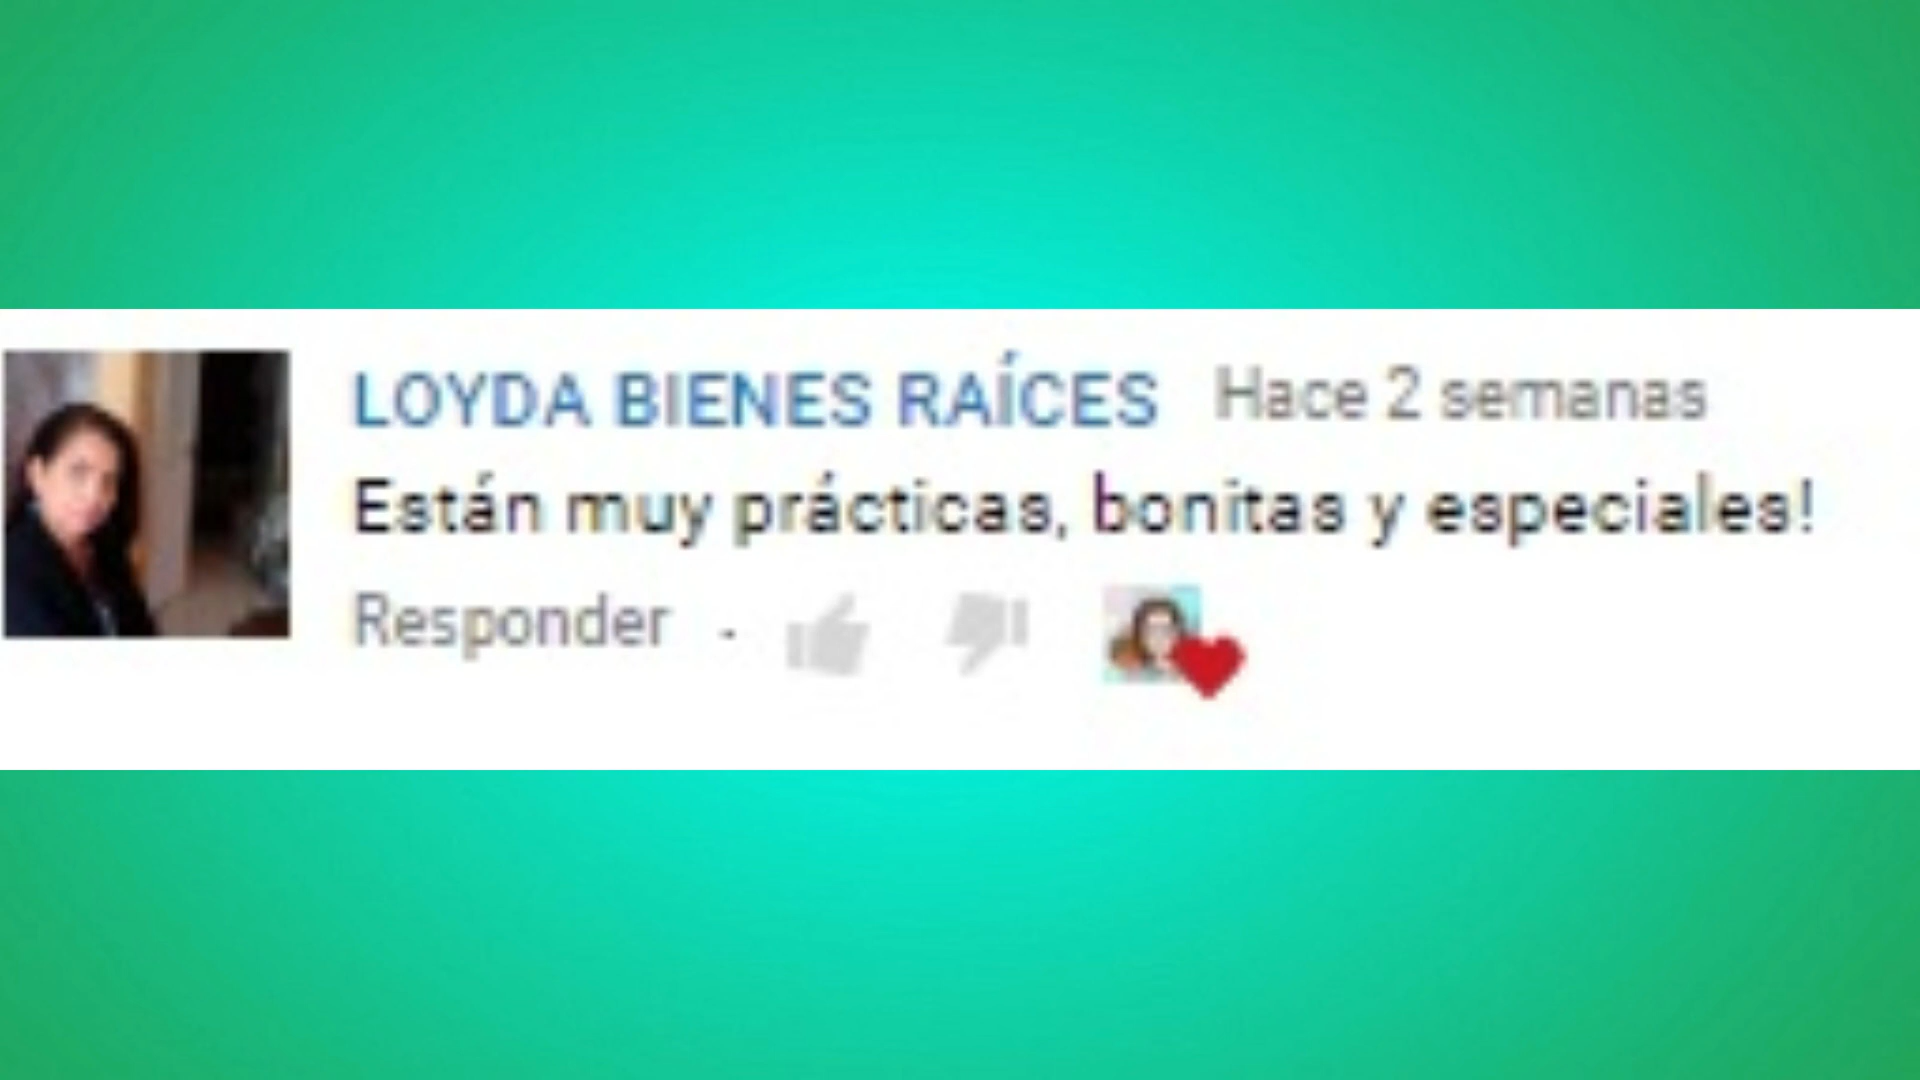 LOYDA BIENES RAÍCES Hace 2 semanas
Están muy prácticas, bonitas y especiales!
Responder ·